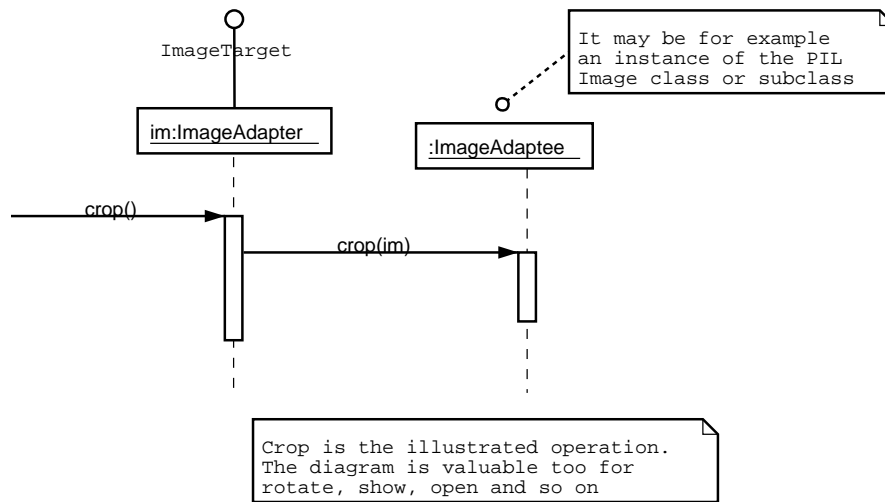 ImageTarget
It may be for example
an instance of the PIL
Image class or subclass
im:ImageAdapter
:ImageAdaptee
crop()
crop(im)
Crop is the illustrated operation.
The diagram is valuable too for
rotate, show, open and so on